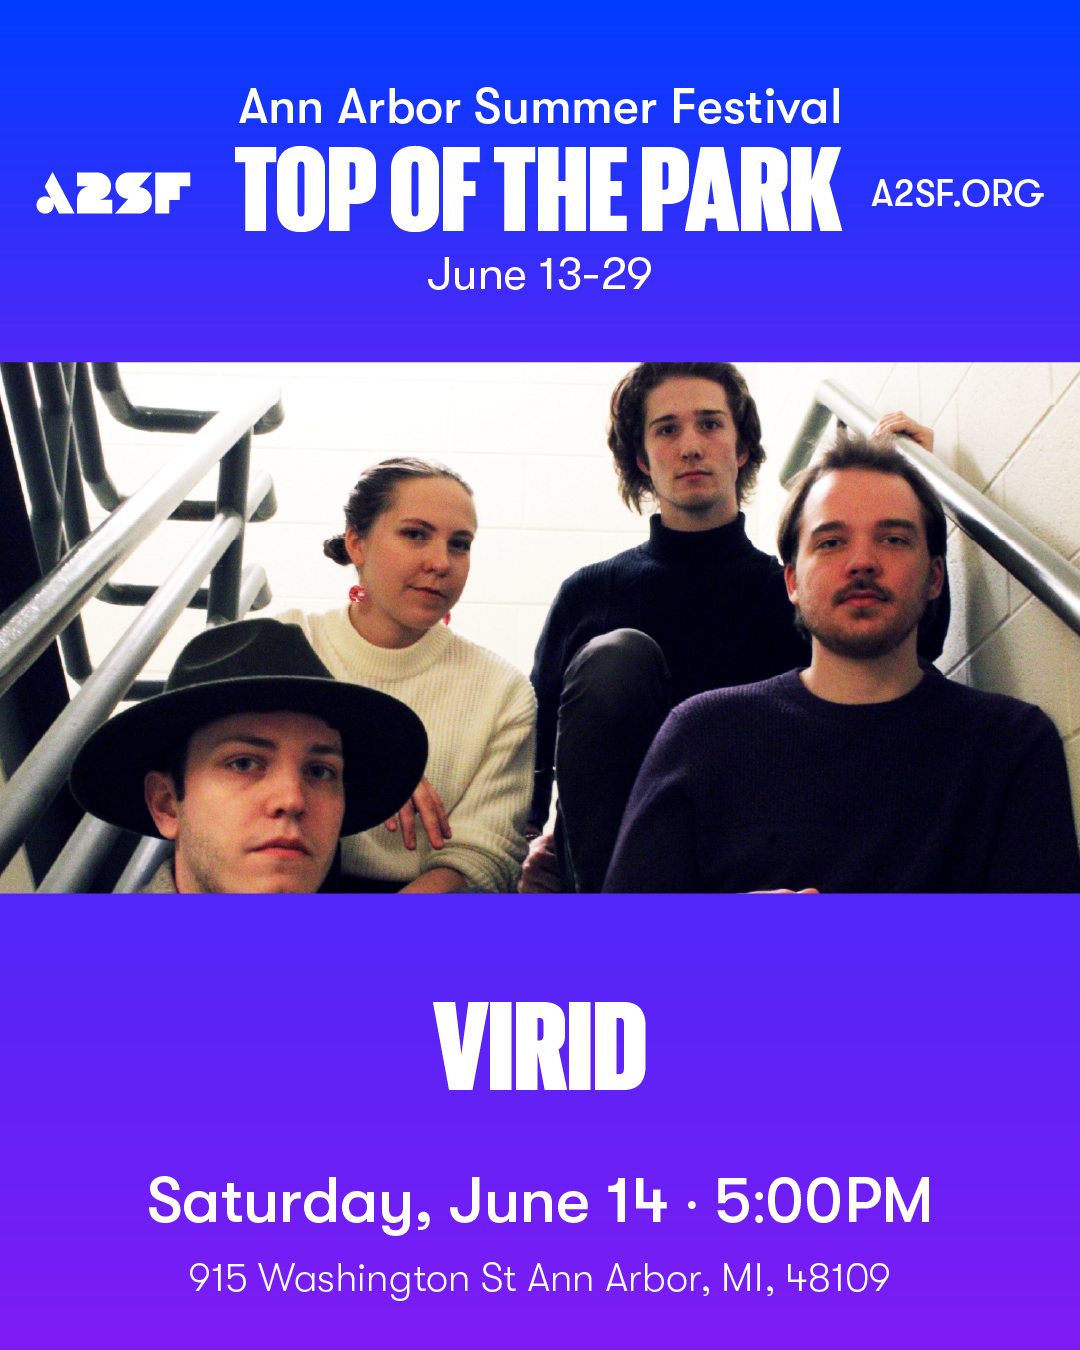 Ann Arbor Summer Festival
A2SF
TOP OF THE PARK
A2SF.ORG
June 13-29
VIRID
Saturday, June 14 · 5:00PM
915 Washington St Ann Arbor, MI, 48109